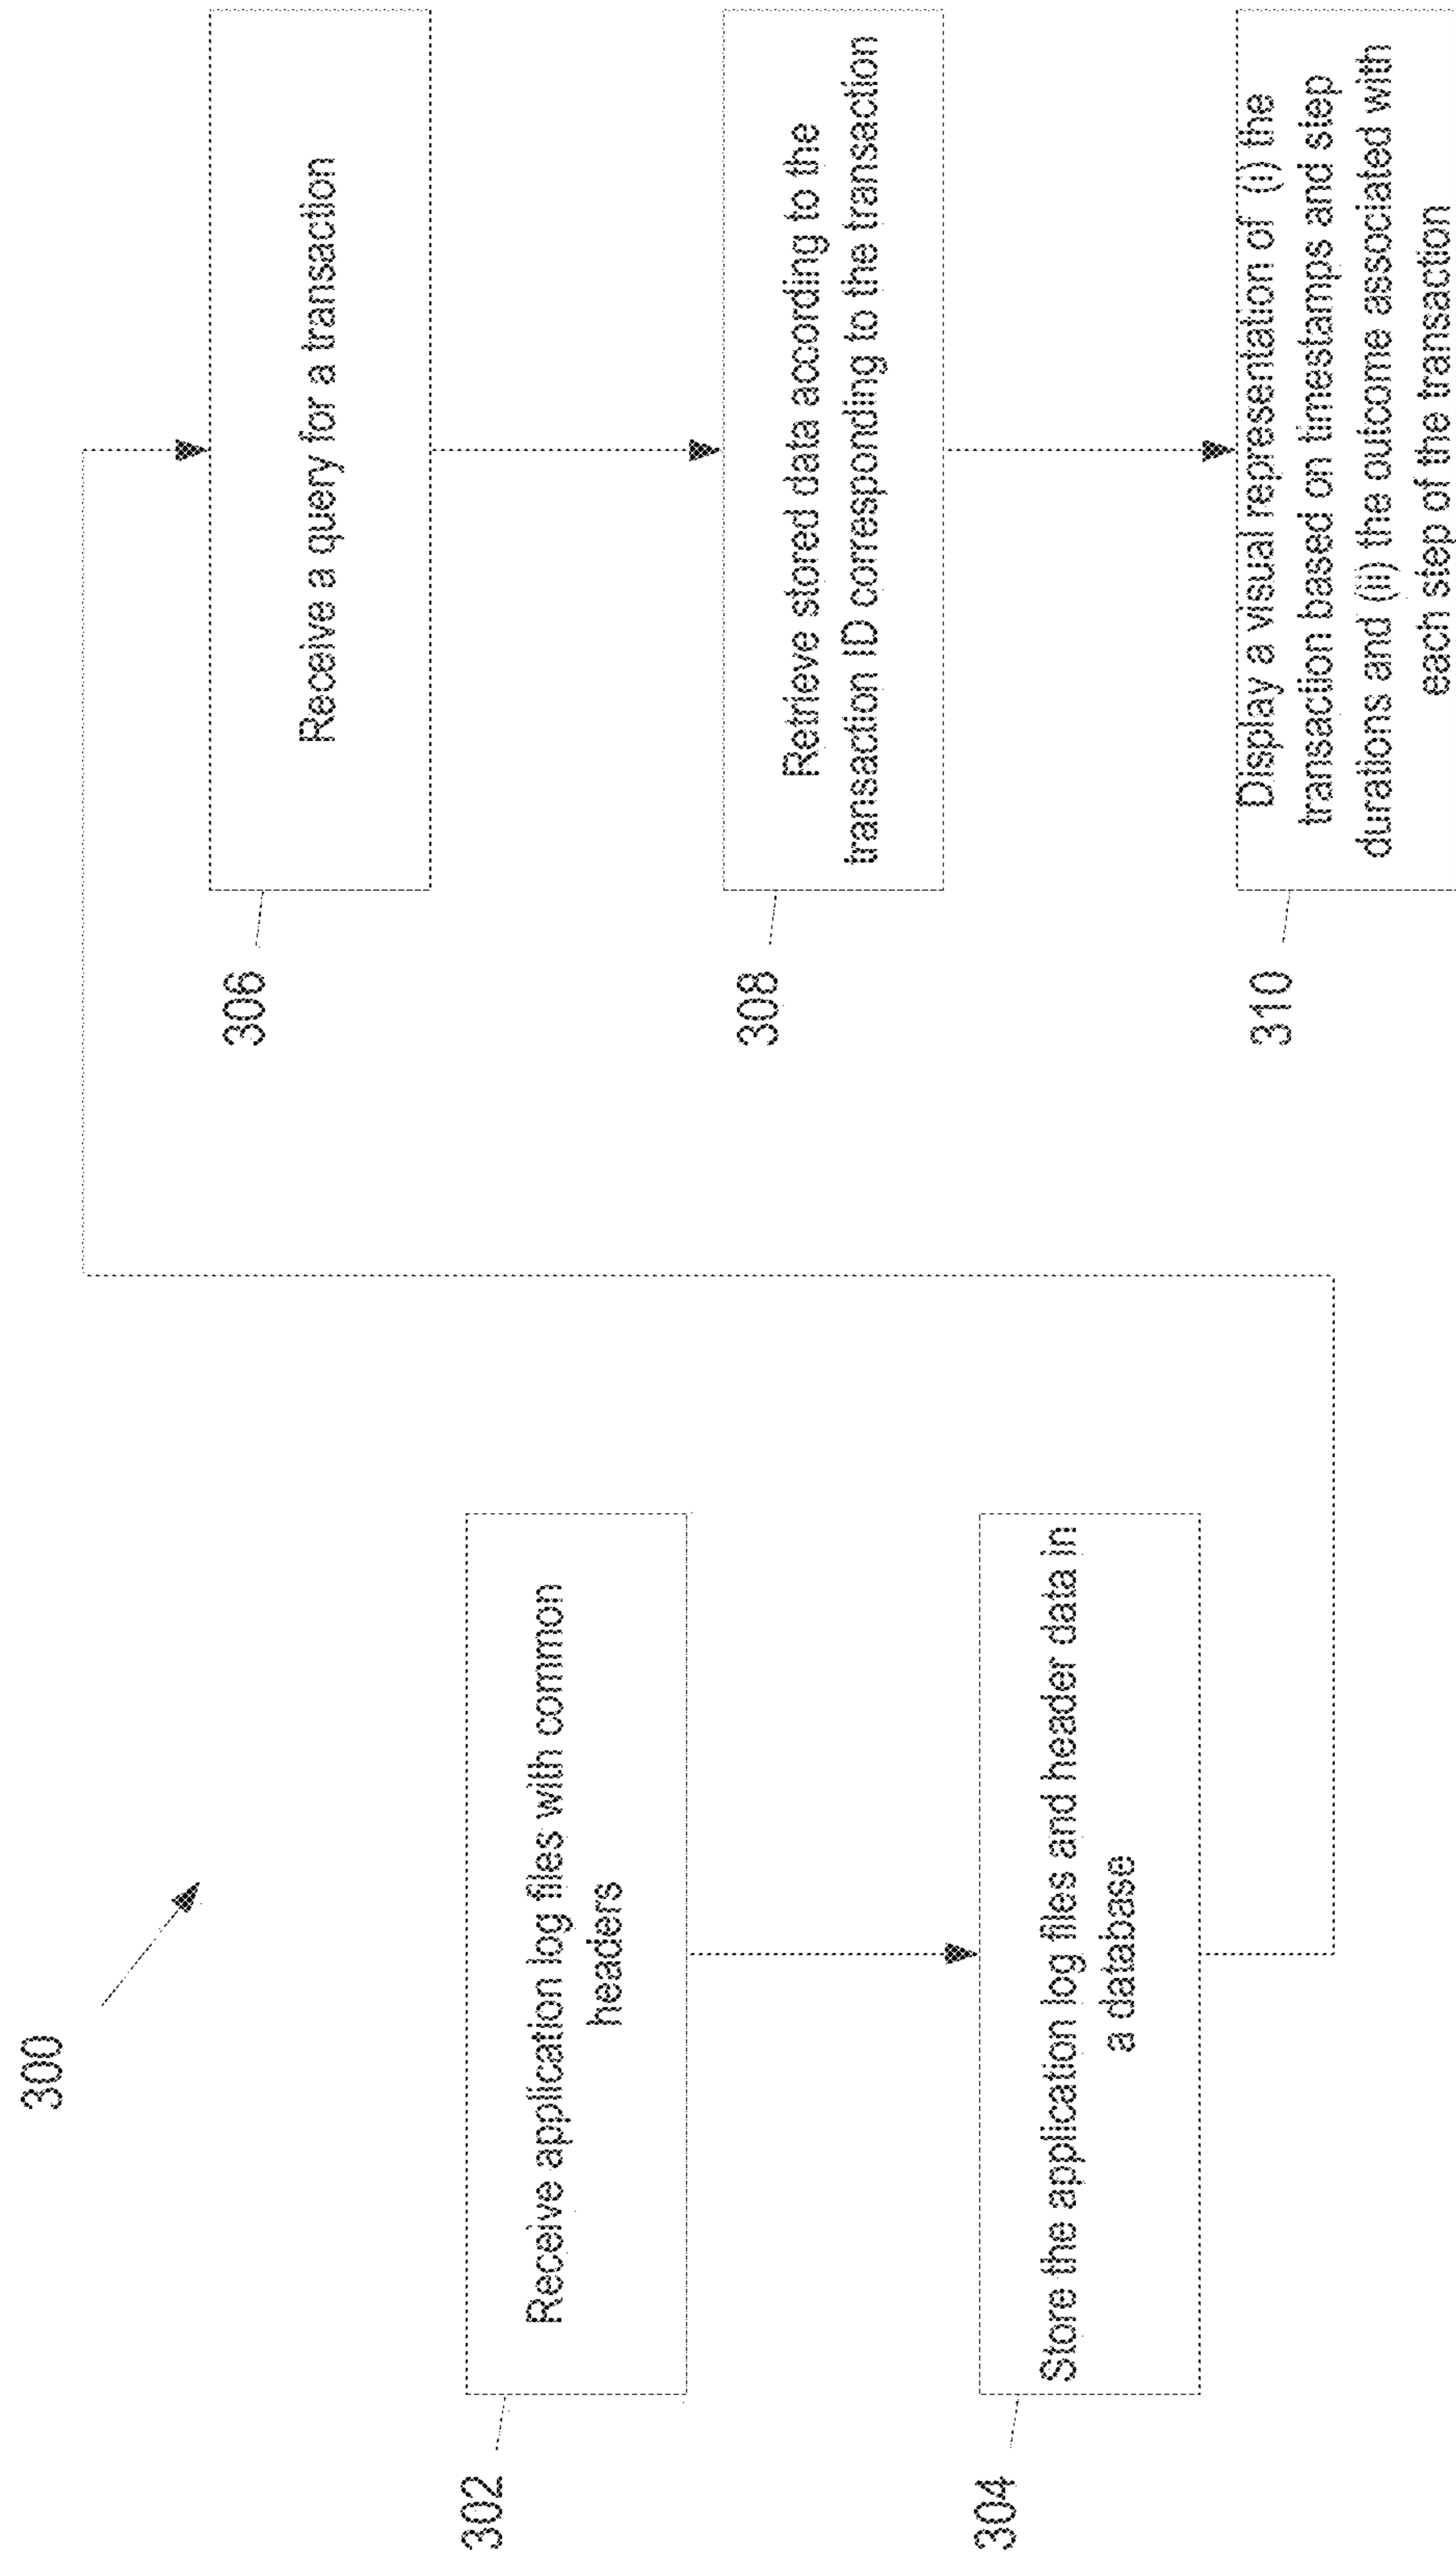 300
302
Receive application log files with common
headers
304
Store the application log files and header data in
a database
306
Receive a query for a transaction
308
Retrieve stored data according to the
transaction ID corresponding to the transaction
310
Display a visual representation of (i) the
transaction based on timestamps and step
durations and (ii) the outcome associated with
each step of the transaction